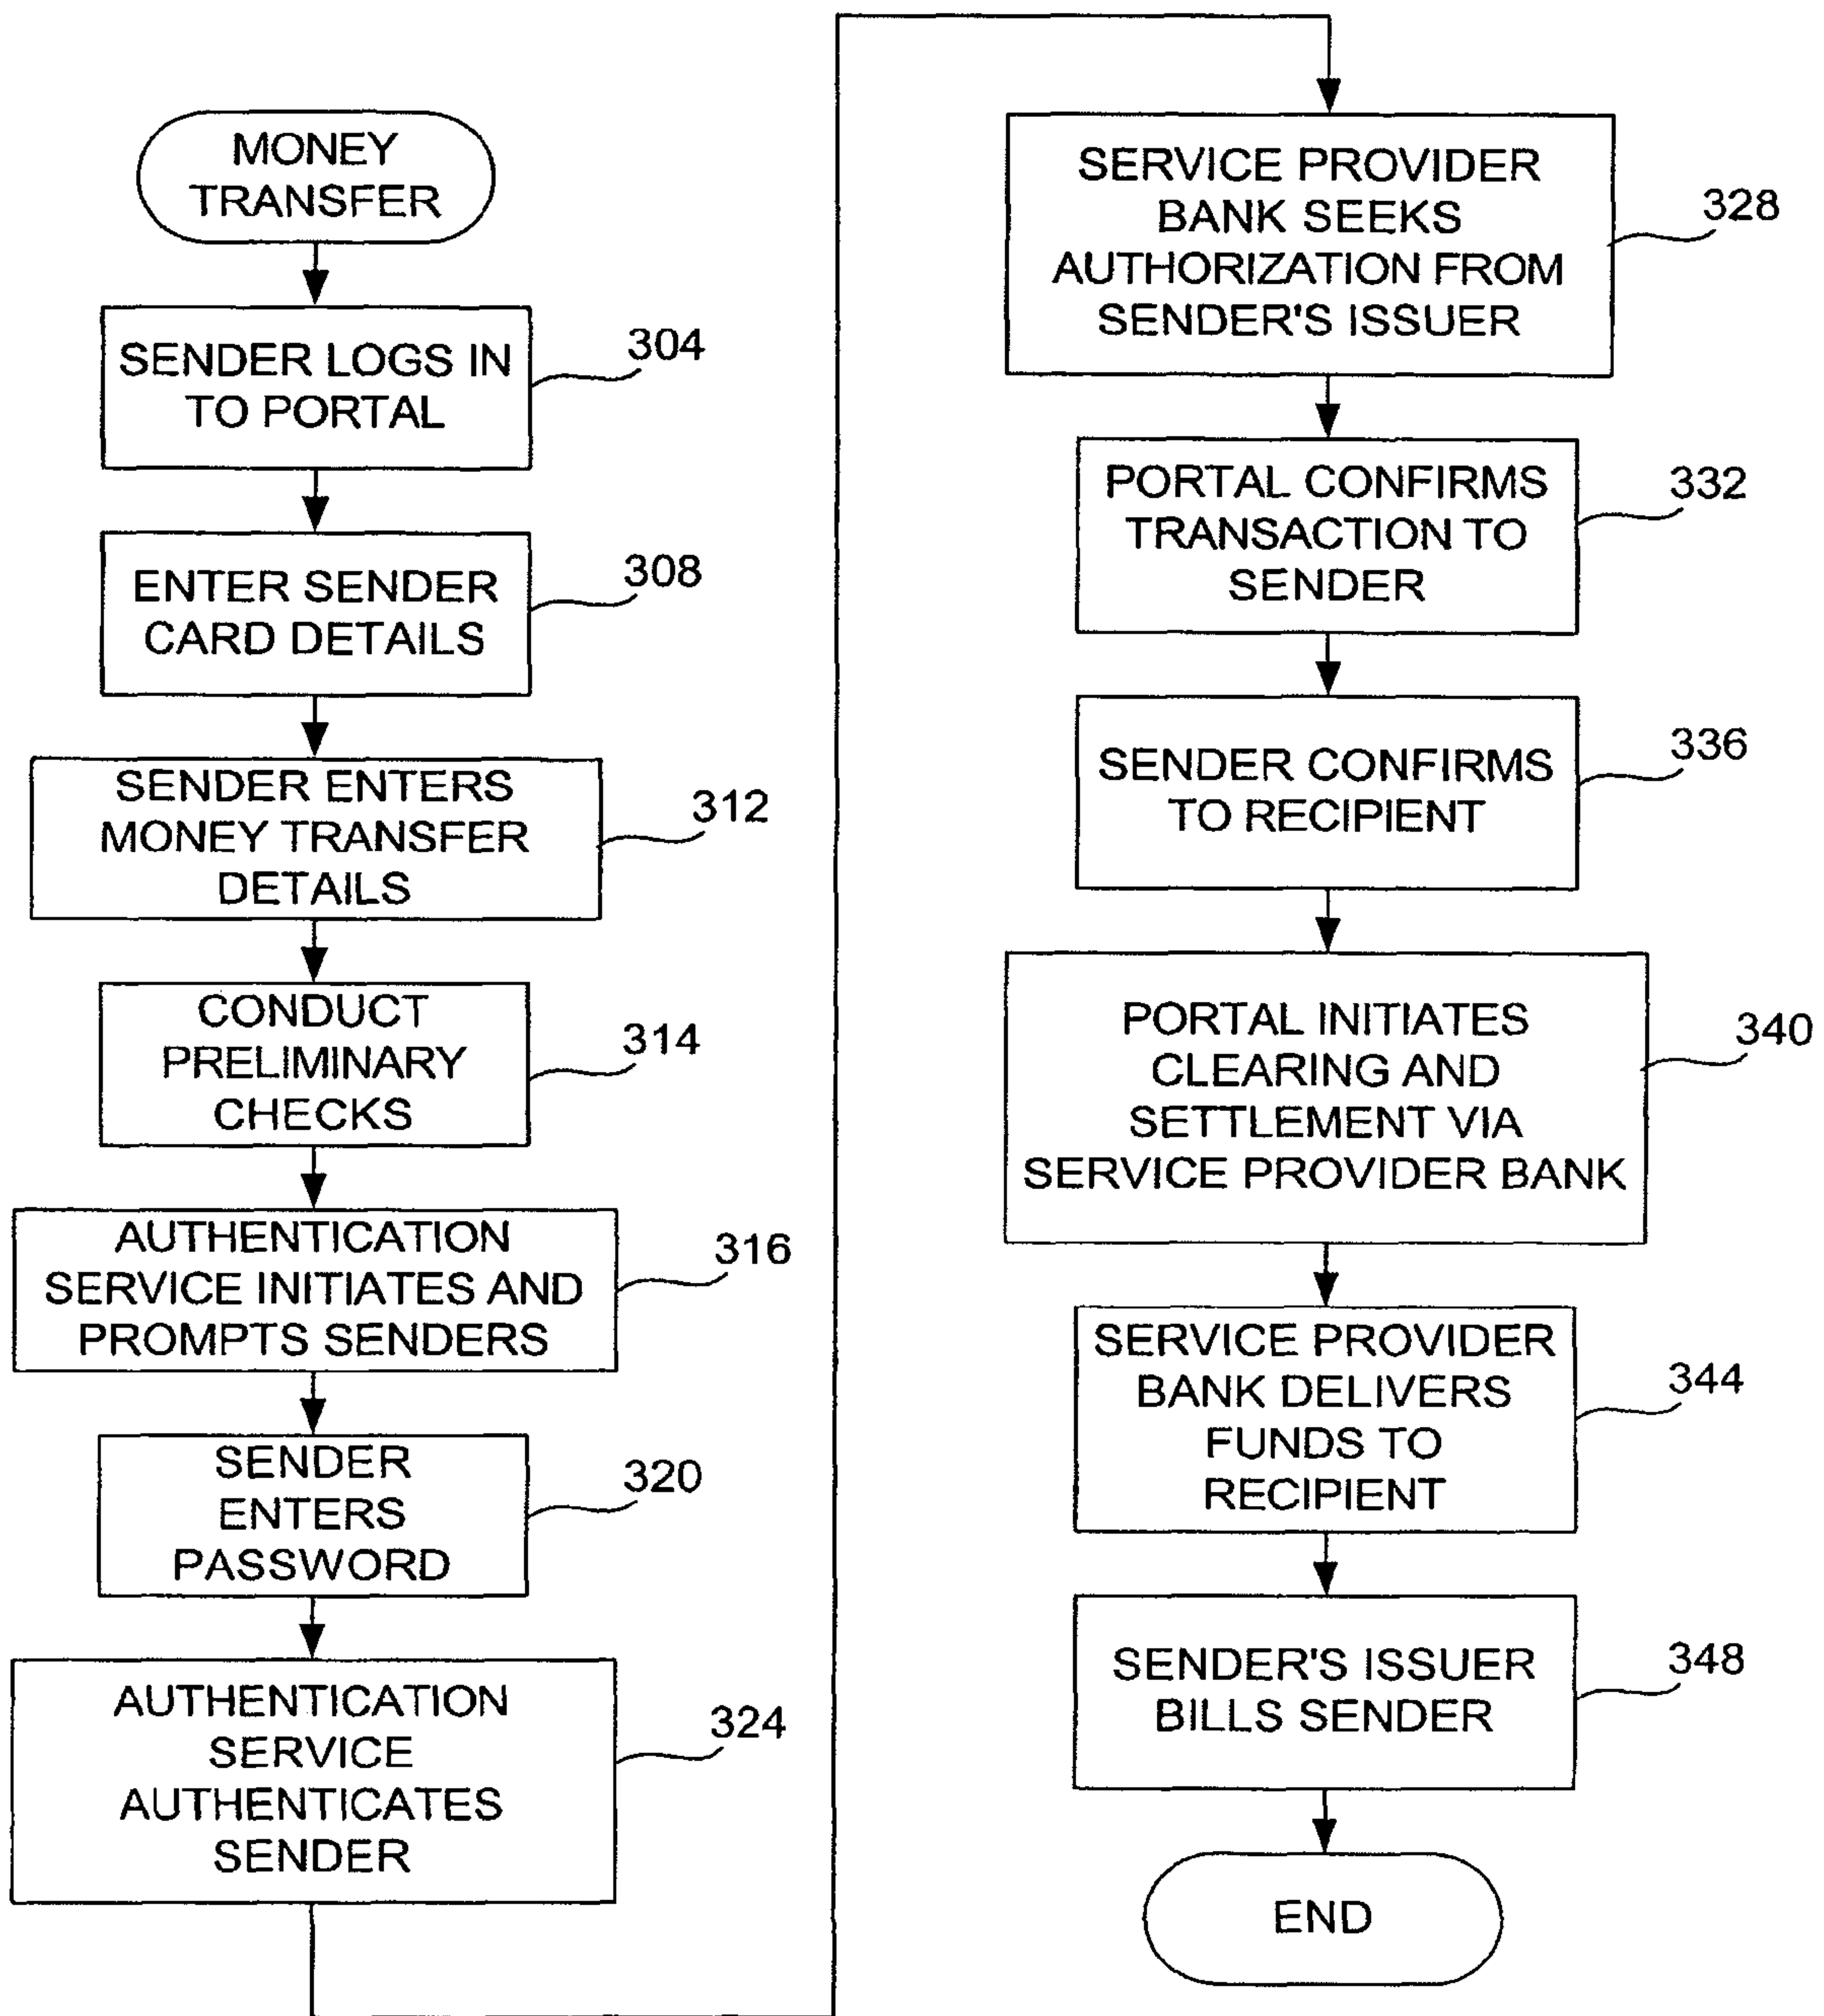 MONEY
TRANSFER
SENDER LOGS IN
TO PORTAL
304
ENTER SENDER
CARD DETAILS
308
SENDER ENTERS
MONEY TRANSFER
DETAILS
312
CONDUCT
PRELIMINARY
CHECKS
314
AUTHENTICATION
SERVICE INITIATES AND
PROMPTS SENDERS
316
SENDER
ENTERS
PASSWORD
320
AUTHENTICATION
SERVICE
AUTHENTICATES
SENDER
324
SERVICE PROVIDER
BANK SEEKS
AUTHORIZATION FROM
SENDER'S ISSUER
328
PORTAL CONFIRMS
TRANSACTION TO
SENDER
332
SENDER CONFIRMS
TO RECIPIENT
336
PORTAL INITIATES
CLEARING AND
SETTLEMENT VIA
SERVICE PROVIDER BANK
340
SERVICE PROVIDER
BANK DELIVERS
FUNDS TO
RECIPIENT
344
SENDER'S ISSUER
BILLS SENDER
348
END